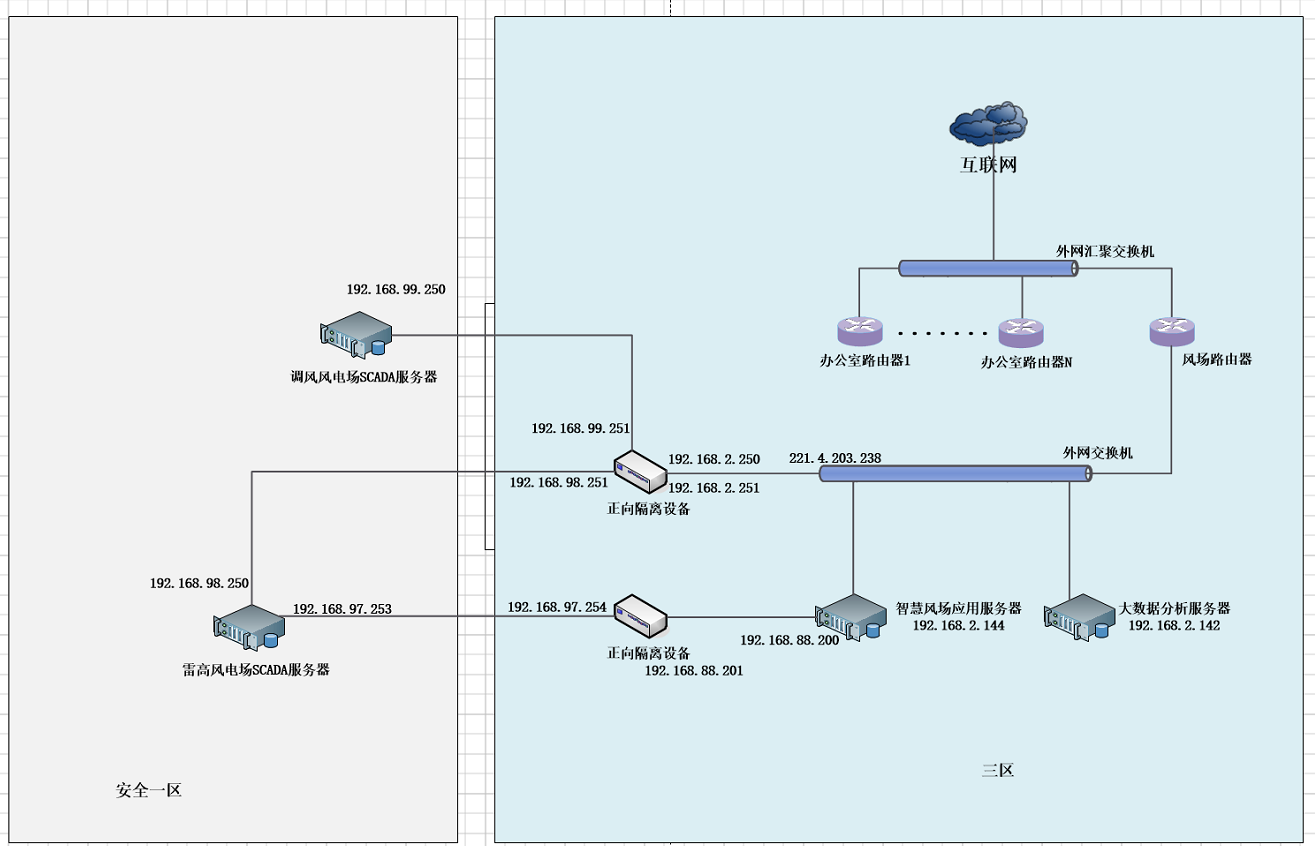 互联网
外网汇聚交换机
192.168.99.250
办公室路由器1
办公室路由器N
风场路由器
调风风电场SCADA服务器
192.168.99.251
192.168.2.250
221.4.203.238
外网交换机
192.168.98.251
192.168.2.251
正向隔离设备
192.168.98.250
192.168.97.253
192.168.97.254
智慧风场应用服务器
192.168.2.144
大数据分析服务器
192.168.2.142
192.168.88.200
正向隔离设备
192.168.88.201
雷高风电场SCADA服务器
安全一区
三区